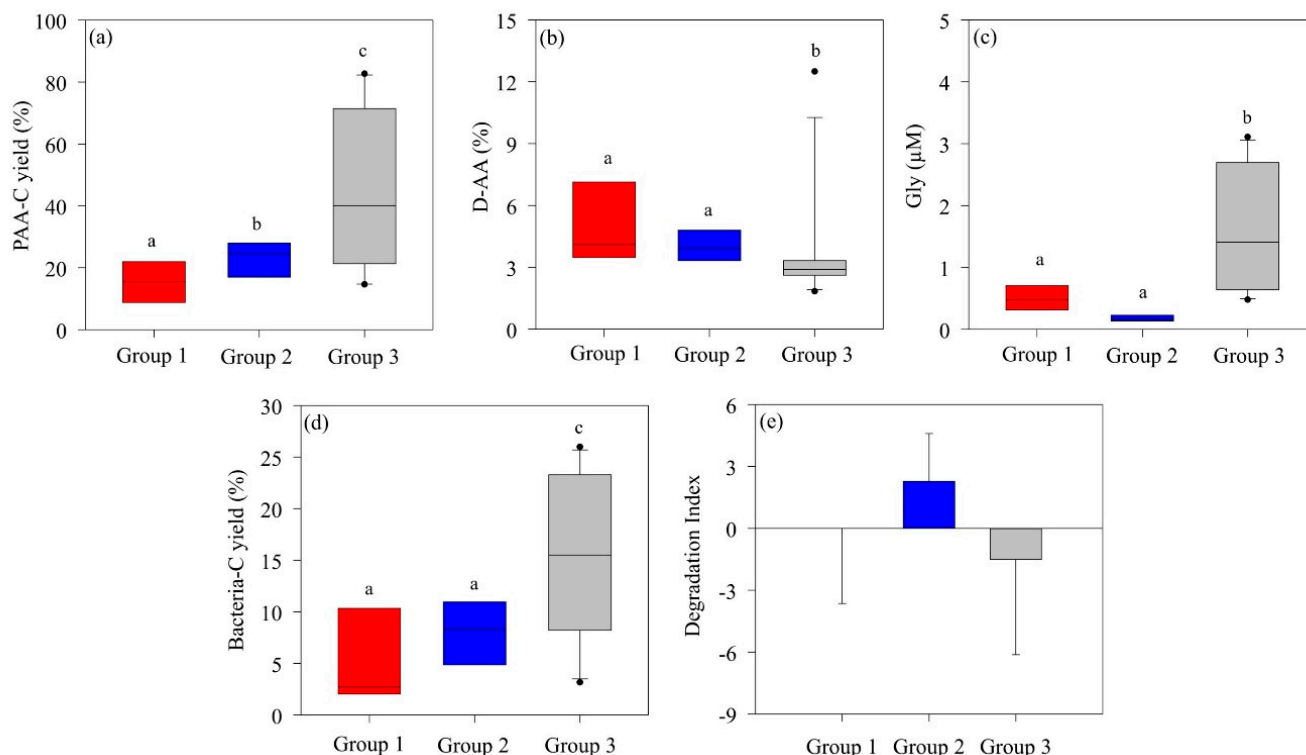 (a)
PAA-C yield (%)
100
80
60
40
20
0
a
b
c
Group 1
Group 2
Group 3
(b)
D-AA (%)
15
12
9
6
3
0
a
a
b
Group 1
Group 2
Group 3
(c)
Gly (µM)
5
4
3
2
1
0
a
a
b
Group 1
Group 2
Group 3
(d)
Bacteria-C yield (%)
30
25
20
15
10
5
0
a
a
c
Group 1
Group 2
Group 3
(e)
Degradation Index
6
3
0
-3
-6
-9
Group 1
Group 2
Group 3